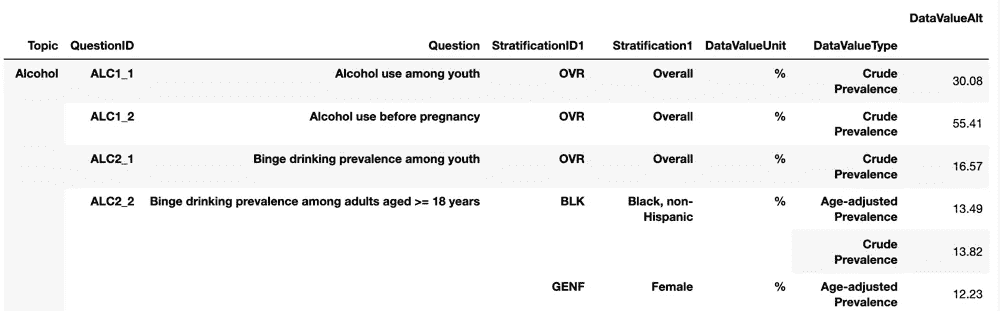 DataValueAlt
Topic QuestionID Question StratificationID1 Stratification1 DataValueUnit DataValueType
Alcohol ALC1_1 Alcohol use among youth OVR Overall % Crude
Prevalence 30.08
ALC1_2 Alcohol use before pregnancy OVR Overall % Crude
Prevalence 55.41
ALC2_1 Binge drinking prevalence among youth OVR Overall % Crude
Prevalence 16.57
ALC2_2 Binge drinking prevalence among adults aged >= 18 years BLK Black, non- % Age-adjusted
Hispanic Prevalence 13.49
Crude
Prevalence 13.82
GENF Female % Age-adjusted
Prevalence 12.23